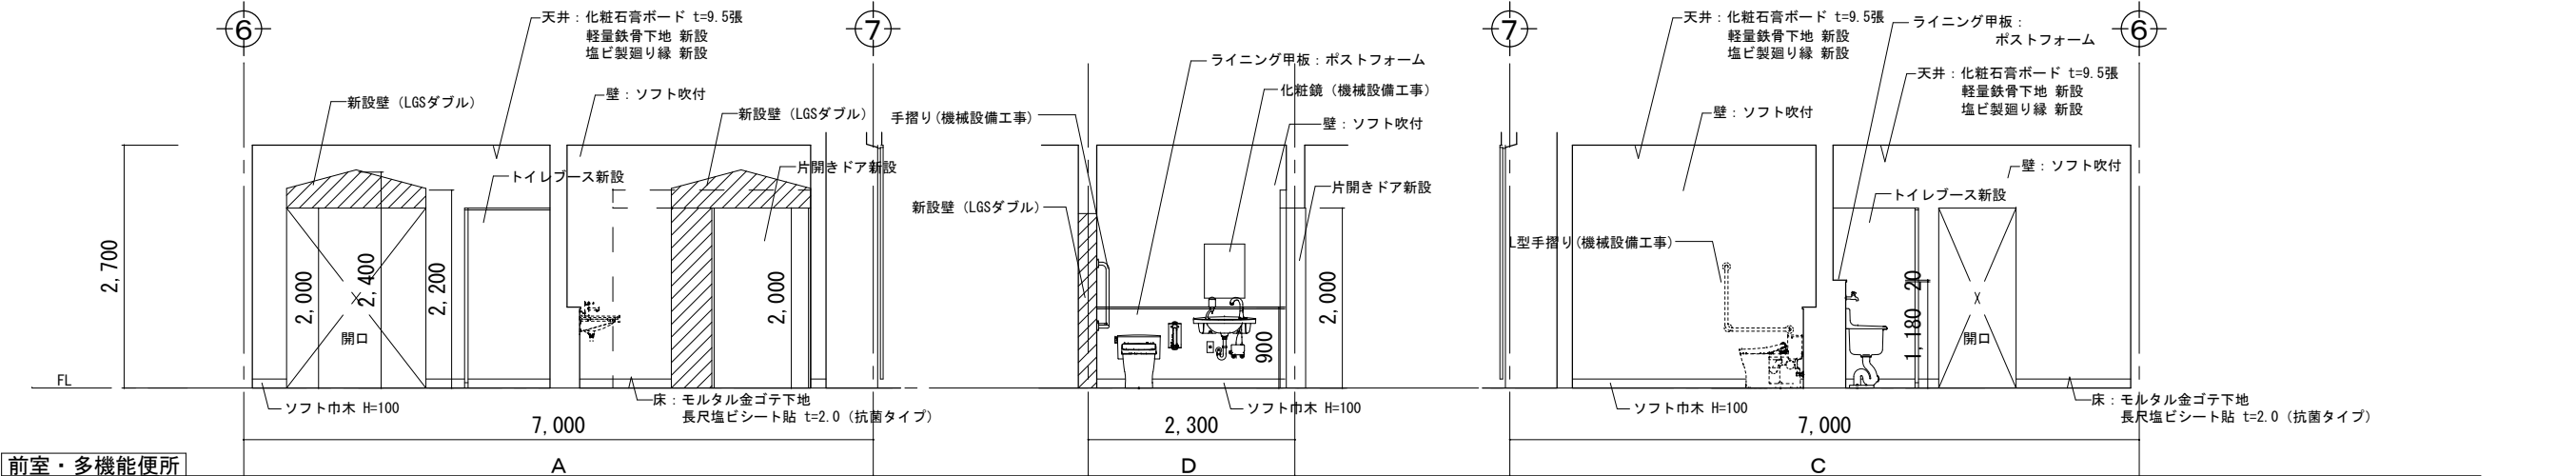 ⑥
天井：化粧石膏ボード t=9.5張
軽量鉄骨下地 新設
塩ビ製廻り縁 新設
⑦
新設壁（LGSダブル）
壁：ソフト吹付
新設壁（LGSダブル）
片開きドア新設
トイレブース新設
2,700
2,000
2,400
2,200
2,000
開口
FL
ソフト巾木 H=100
床：モルタル金ゴテ下地
長尺塩ビシート貼 t=2.0（抗菌タイプ）
7,000
A
ライニング甲板：ポストフォーム
化粧鏡（機械設備工事）
手摺り(機械設備工事)
壁：ソフト吹付
片開きドア新設
新設壁（LGSダブル）
2,000
900
ソフト巾木 H=100
2,300
D
⑦
天井：化粧石膏ボード t=9.5張
軽量鉄骨下地 新設
塩ビ製廻り縁 新設
ライニング甲板：
ポストフォーム
⑥
天井：化粧石膏ボード t=9.5張
軽量鉄骨下地 新設
塩ビ製廻り縁 新設
壁：ソフト吹付
壁：ソフト吹付
トイレブース新設
L型手摺り(機械設備工事)
20
1,180
開口
ソフト巾木 H=100
床：モルタル金ゴテ下地
長尺塩ビシート貼 t=2.0（抗菌タイプ）
7,000
C
前室・多機能便所